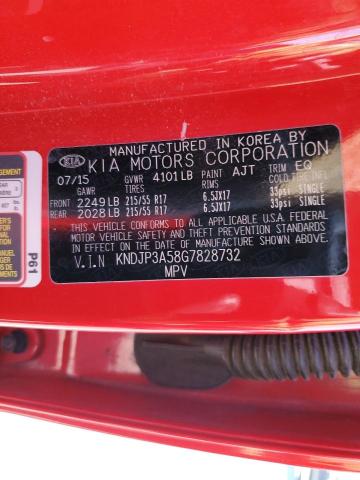 MANUFACTURED IN KOREA BY
KIA KIA MOTORS CORPORATION
07/15 GVWR 4101LB PAINT AJT TRIM EQ
GAWR TIRES RIMS COLD TIRE INFL
FRONT 2249LB 215/55 R17 6.5JX17 33psi SINGLE
REAR 2028LB 215/55 R17 6.5JX17 33psi SINGLE
THIS VEHICLE CONFORMS TO ALL APPLICABLE U.S.A FEDERAL
MOTOR VEHICLE SAFETY AND THEFT PREVENTION STANDARDS
IN EFFECT ON THE DATE OF MANUFACTURE SHOWN ABOVE
V.I.N KNDJP3A58G7828732
MPV
P61